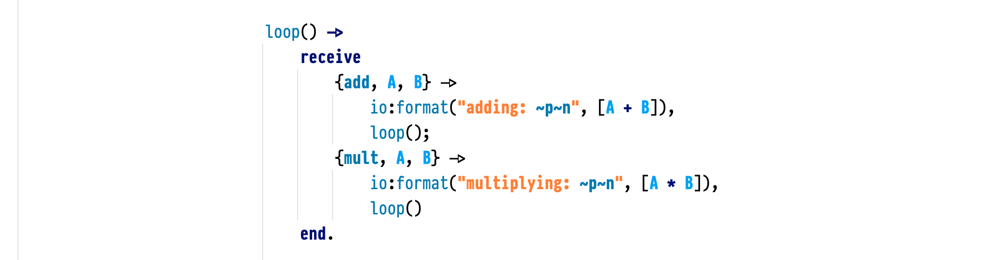 loop() ->
receive
{add, A, B} ->
io:format("adding: ~p~n", [A + B]),
loop();
{mult, A, B} ->
io:format("multiplying: ~p~n", [A * B]),
loop()
end.